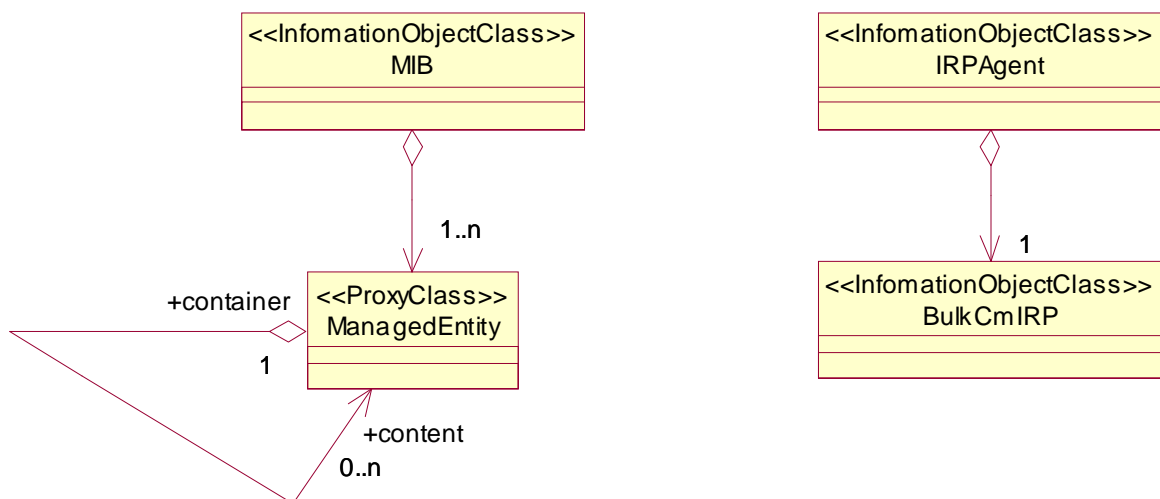 <<InfomationObjectClass>>
MIB
<<InfomationObjectClass>>
IRPAgent
1..n
1
<<ProxyClass>>
ManagedEntity
<<InfomationObjectClass>>
BulkCmIRP
+container
1
+content
0..n